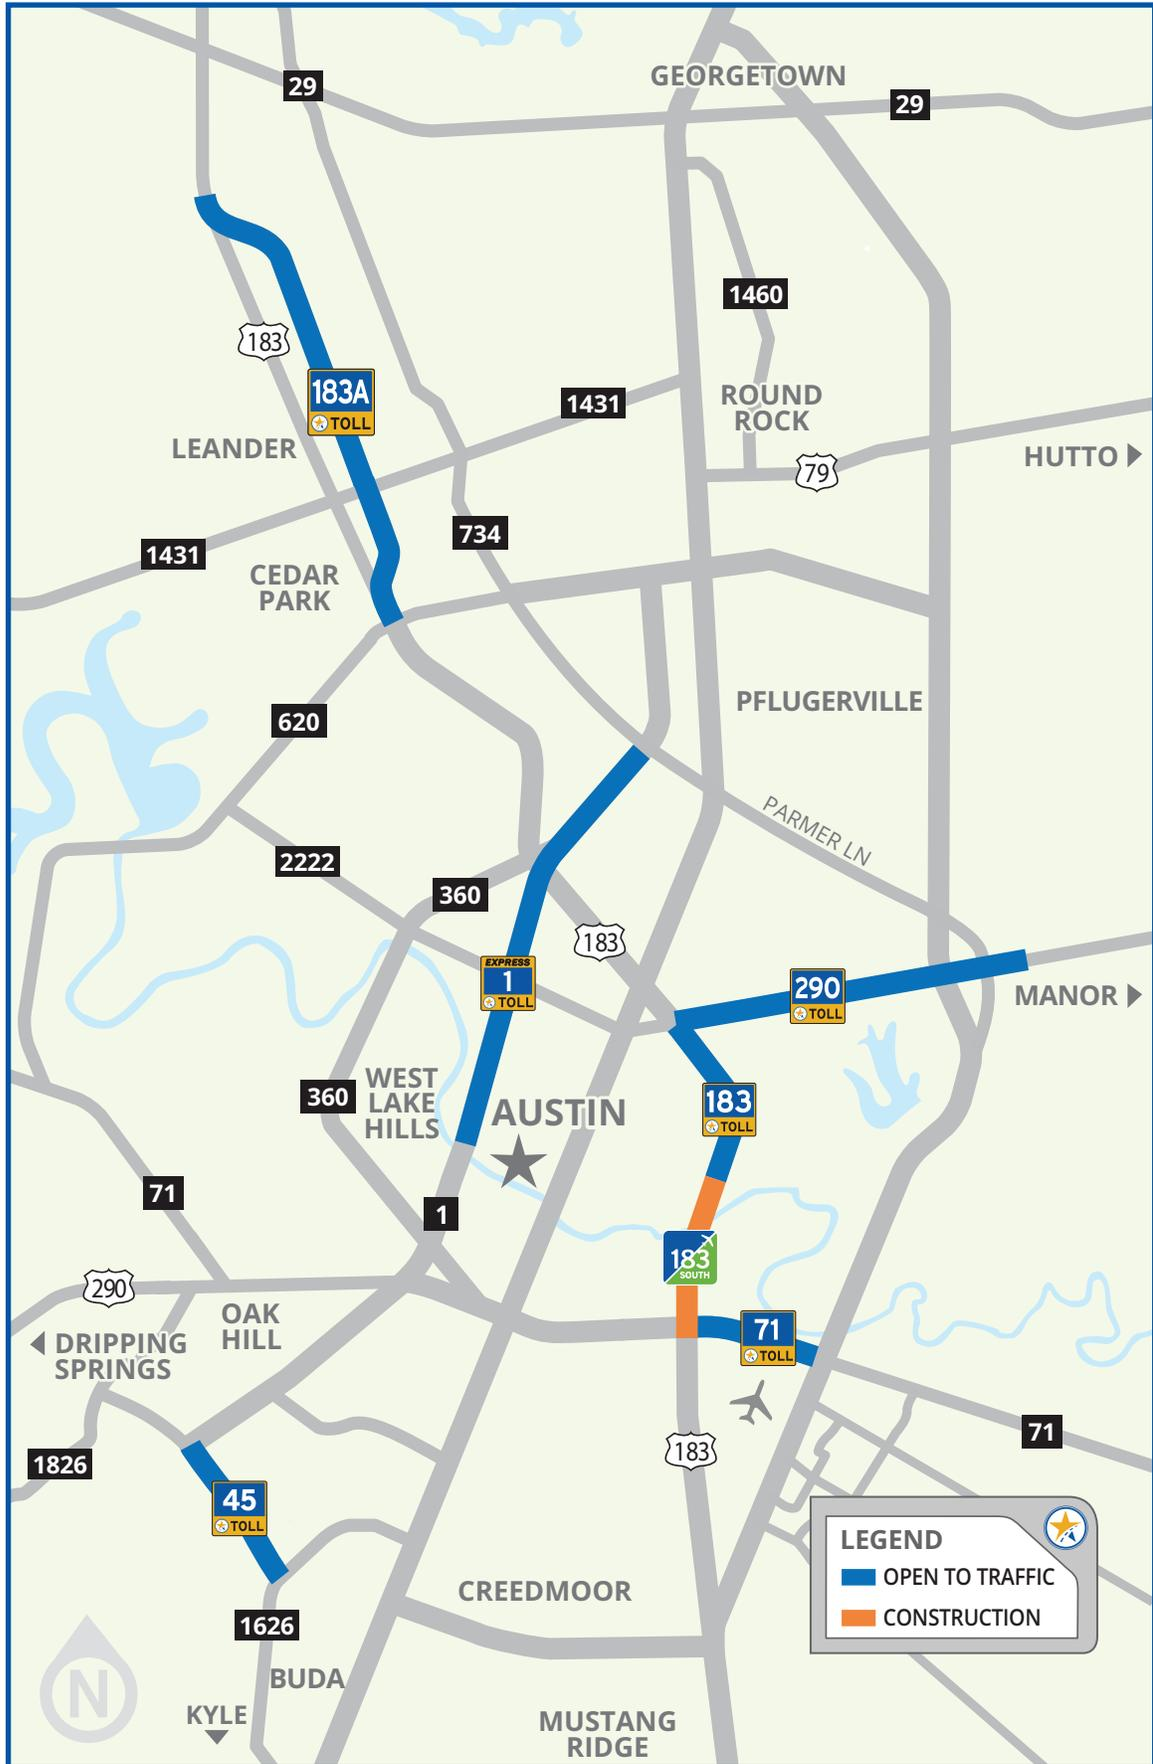 GEORGETOWN
29
29
1460
183
183A
TOLL
1431
ROUND
ROCK
LEANDER
79
HUTTO
734
1431
CEDAR
PARK
PFLUGERVILLE
620
PARMER LN
2222
360
183
EXPRESS
1
TOLL
290
TOLL
MANOR
360
WEST
LAKE
HILLS
AUSTIN
183
TOLL
71
1
183
SOUTH
290
OAK
HILL
DRIPPING
SPRINGS
71
TOLL
71
183
1826
45
TOLL
LEGEND
OPEN TO TRAFFIC
CONSTRUCTION
CREEDMOOR
1626
BUDA
N
KYLE
MUSTANG
RIDGE